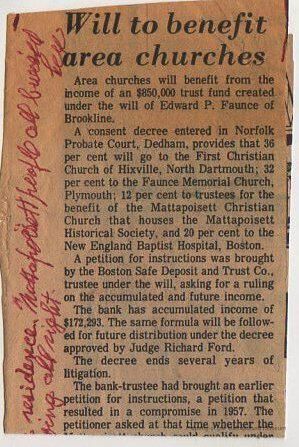 Will to benefit
area churches
Area churches will benefit from the
income of an $850,000 trust fund created
under the will of Edward P. Faunce of
Brookline.
A consent decree entered in Norfolk
Probate Court, Dedham, provides that 36
per cent will go to the First Christian
Church of Hixville, North Dartmouth; 32
per cent to the Faunce Memorial Church,
Plymouth; 12 per cent to trustees for the
benefit of the Mattapoisett Christian
Church that houses the Mattapoisett
Historical Society, and 20 per cent to the
New England Baptist Hospital, Boston.
A petition for instructions was brought
by the Boston Safe Deposit and Trust Co.,
trustee under the will, asking for a ruling
on the accumulated and future income.
The bank has accumulated income of
$172,293. The same formula will be follow-
ed for future distribution under the decree
approved by Judge Richard Ford.
The decree ends several years of
litigation.
The bank-trustee had brought an earlier
petition for instructions, a petition that
resulted in a compromise in 1957. The
petitioner asked at that time whether the
residence. Mattapoisett people all buried